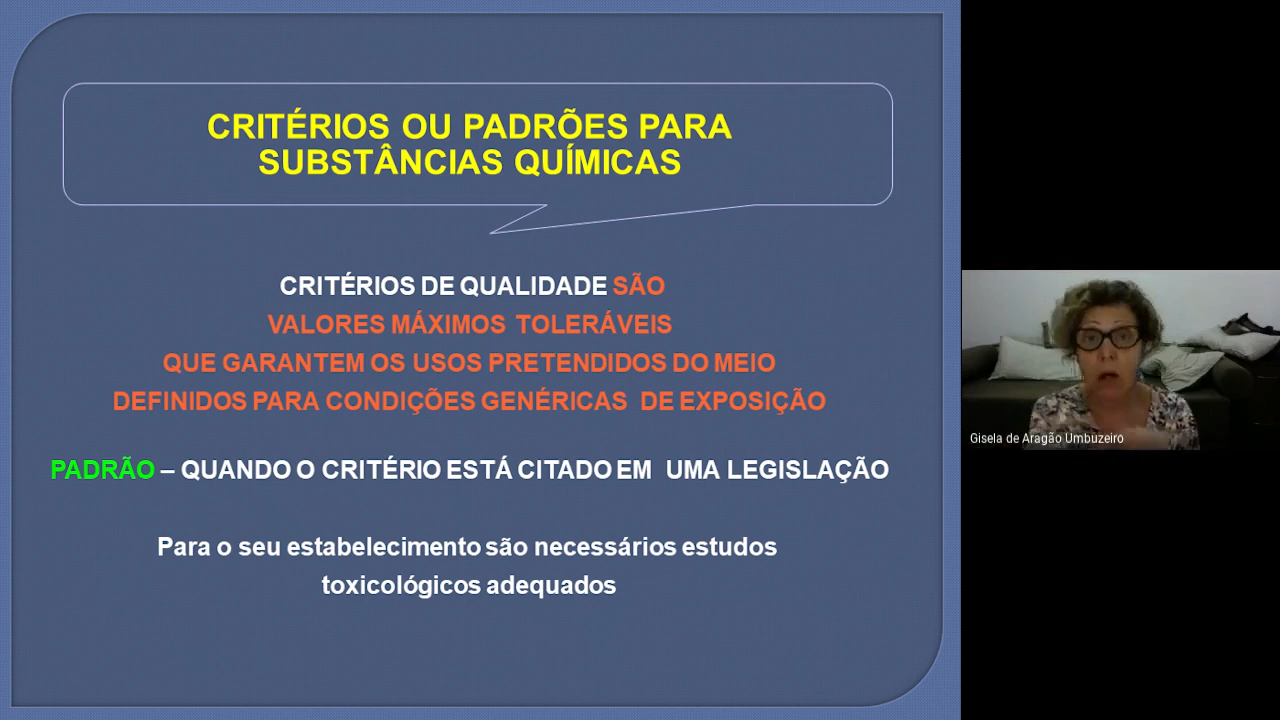 CRITÉRIOS OU PADRÕES PARA
SUBSTÂNCIAS QUÍMICAS
CRITÉRIOS DE QUALIDADE SÃO
VALORES MÁXIMOS TOLERÁVEIS
QUE GARANTEM OS USOS PRETENDIDOS DO MEIO
DEFINIDOS PARA CONDIÇÕES GENÉRICAS DE EXPOSIÇÃO
PADRÃO – QUANDO O CRITÉRIO ESTÁ CITADO EM UMA LEGISLAÇÃO
Para o seu estabelecimento são necessários estudos
toxicológicos adequados
Gisela de Aragão Umbuzeiro